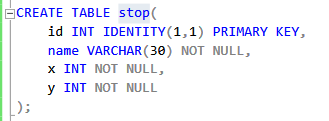 CREATE TABLE stop(
    id INT IDENTITY(1,1) PRIMARY KEY,
    name VARCHAR(30) NOT NULL,
    x INT NOT NULL,
    y INT NOT NULL
);